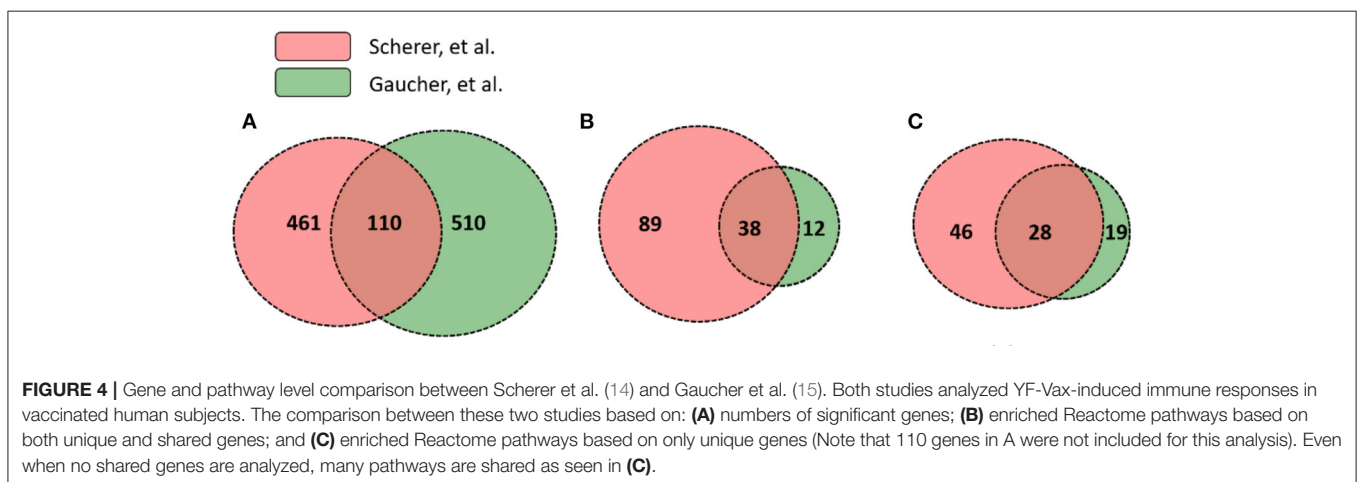 Scherer, et al.
Gaucher, et al.
A
B
C
461
110
510
89
38
12
46
28
19
FIGURE 4 | Gene and pathway level comparison between Scherer et al. (14) and Gaucher et al. (15). Both studies analyzed YF-Vax-induced immune responses in
vaccinated human subjects. The comparison between these two studies based on: (A) numbers of significant genes; (B) enriched Reactome pathways based on
both unique and shared genes; and (C) enriched Reactome pathways based on only unique genes (Note that 110 genes in A were not included for this analysis). Even
when no shared genes are analyzed, many pathways are shared as seen in (C).